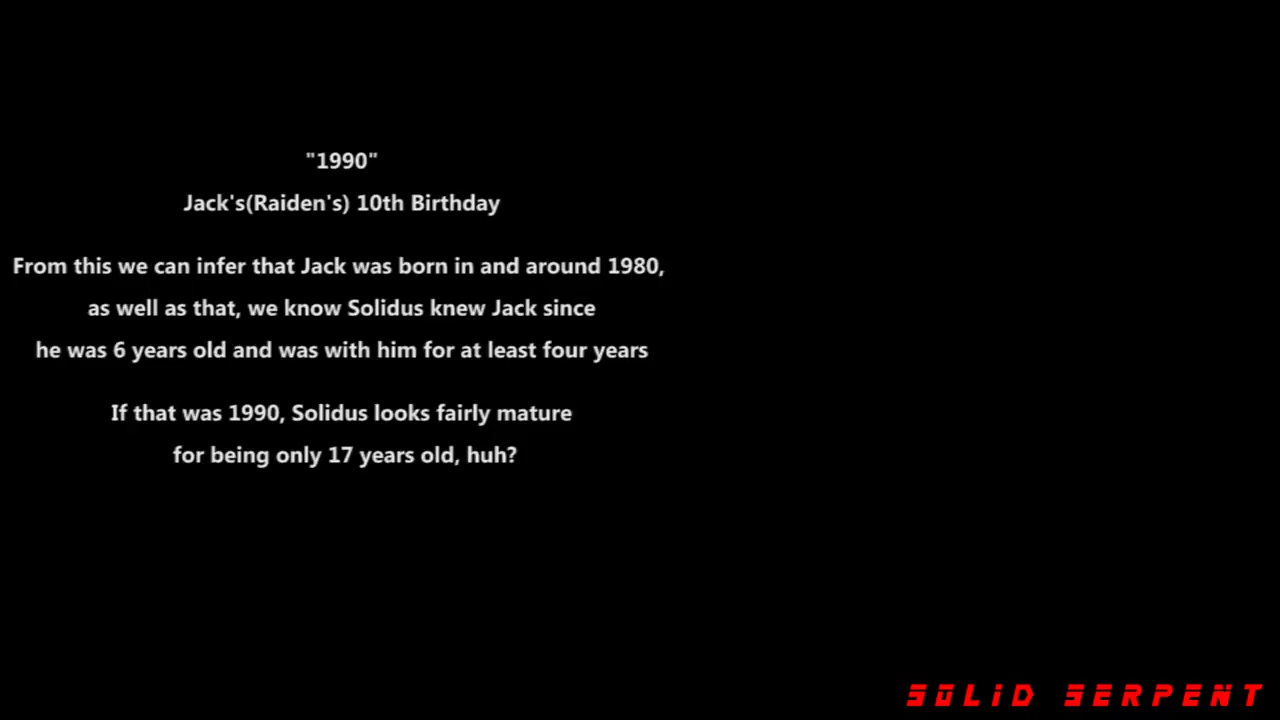 "1990"
Jack's(Raiden's) 10th Birthday
From this we can infer that Jack was born in and around 1980,
as well as that, we know Solidus knew Jack since
he was 6 years old and was with him for at least four years
If that was 1990, Solidus looks fairly mature
for being only 17 years old, huh?
SOLID SERPENT